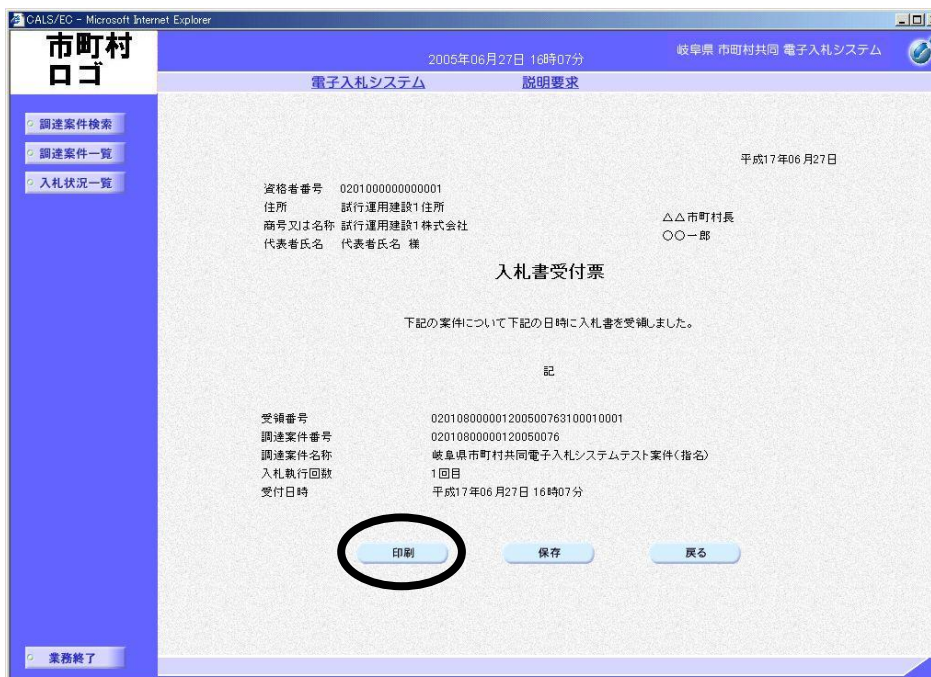 CALS/EC - Microsoft Internet Explorer
市町村
ロゴ
2005年06月27日 16時07分
岐阜県 市町村共同 電子入札システム
電子入札システム
説明要求
調達案件検索
調達案件一覧
入札状況一覧
平成17年06月27日
資格者番号 0201000000000001
住所 試行運用建設1住所
商号又は名称 試行運用建設1株式会社
代表者氏名 代表者氏名 様
△△市町村長
〇〇一郎
入札書受付票
下記の案件について下記の日時に入札書を受領しました。
記
受領番号 02010800000120050076310001​0001
調達案件番号 02010800000120050076
調達案件名称 岐阜県市町村共同電子入札システムテスト案件(指名)
入札執行回数 1回目
受付日時 平成17年06月27日 16時07分
印刷
保存
戻る
業務終了